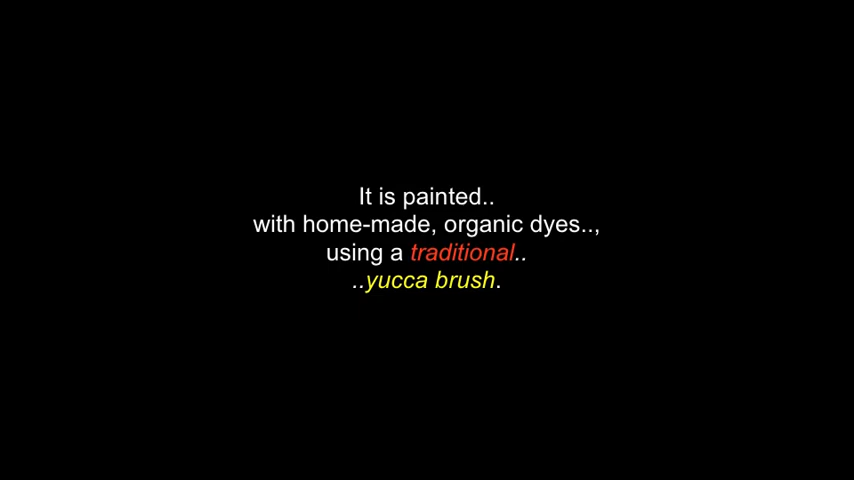 It is painted..
with home-made, organic dyes..,
using a traditional..
..yucca brush.